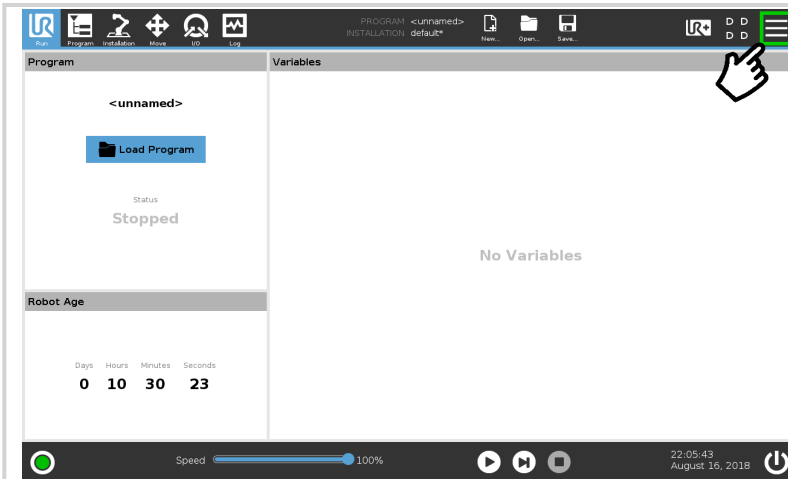 Run Program Installation Move I/O Log
PROGRAM <unnamed>
INSTALLATION default*
New... Open... Save...
UR+
D D
D D
Program
<unnamed>
Load Program
Status
Stopped
Variables
No Variables
Robot Age
Days Hours Minutes Seconds
0 10 30 23
Speed 100%
22:05:43
August 16, 2018